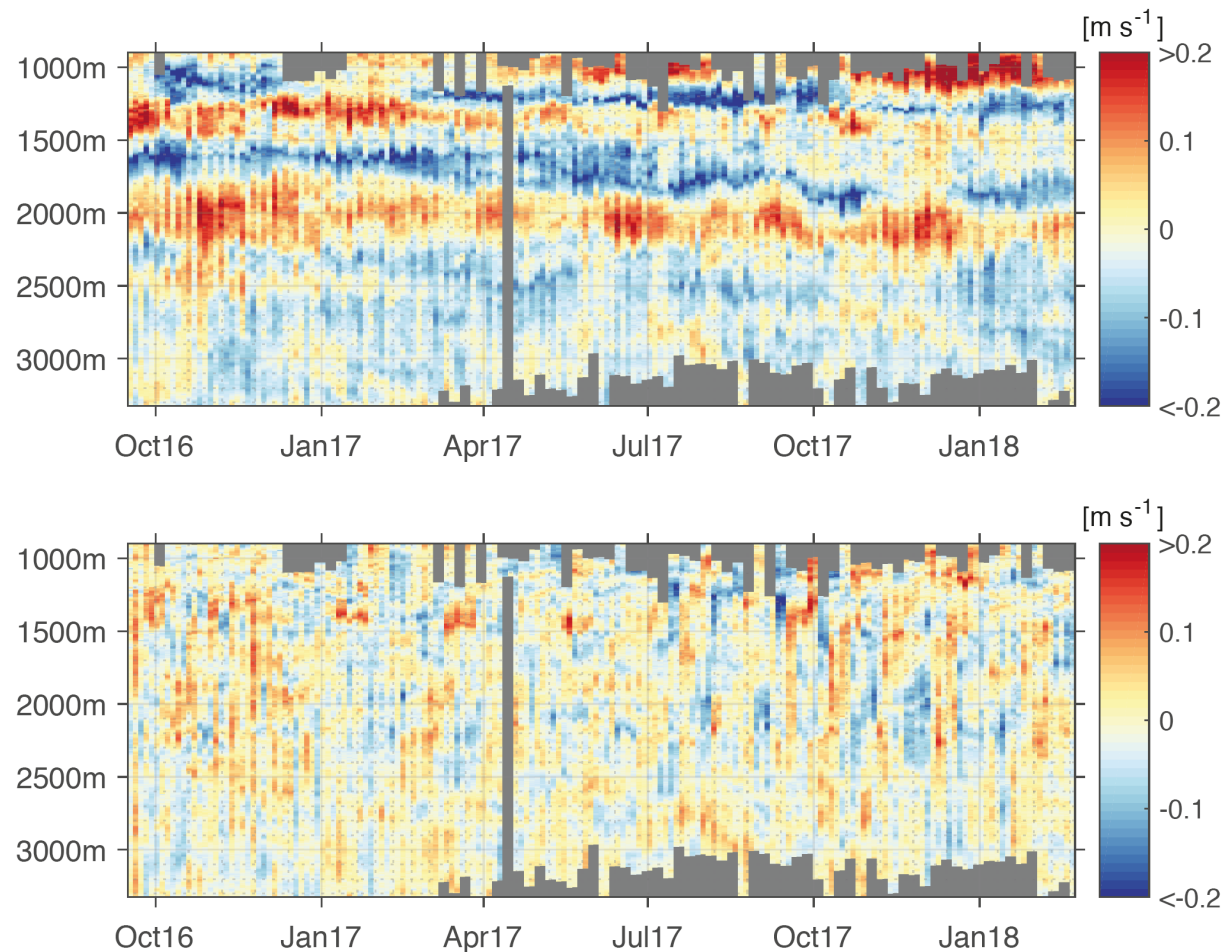 [m s-1]
1000m
1500m
2000m
2500m
3000m
>0.2
0.1
0
-0.1
<-0.2
Oct16 Jan17 Apr17 Jul17 Oct17 Jan18
[m s-1]
1000m
1500m
2000m
2500m
3000m
>0.2
0.1
0
-0.1
<-0.2
Oct16 Jan17 Apr17 Jul17 Oct17 Jan18